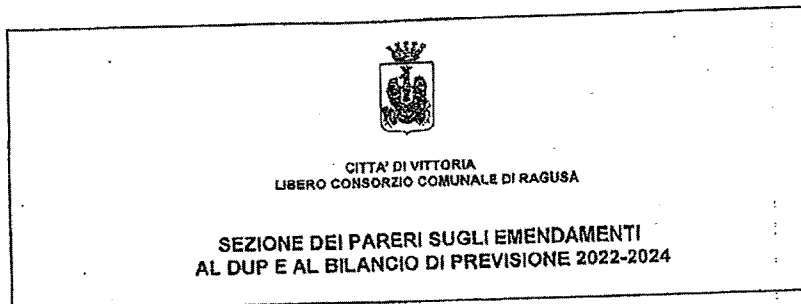 CITTA' DI VITTORIA
LIBERO CONSORZIO COMUNALE DI RAGUSA
SEZIONE DEI PARERI SUGLI EMENDAMENTI
AL DUP E AL BILANCIO DI PREVISIONE 2022-2024